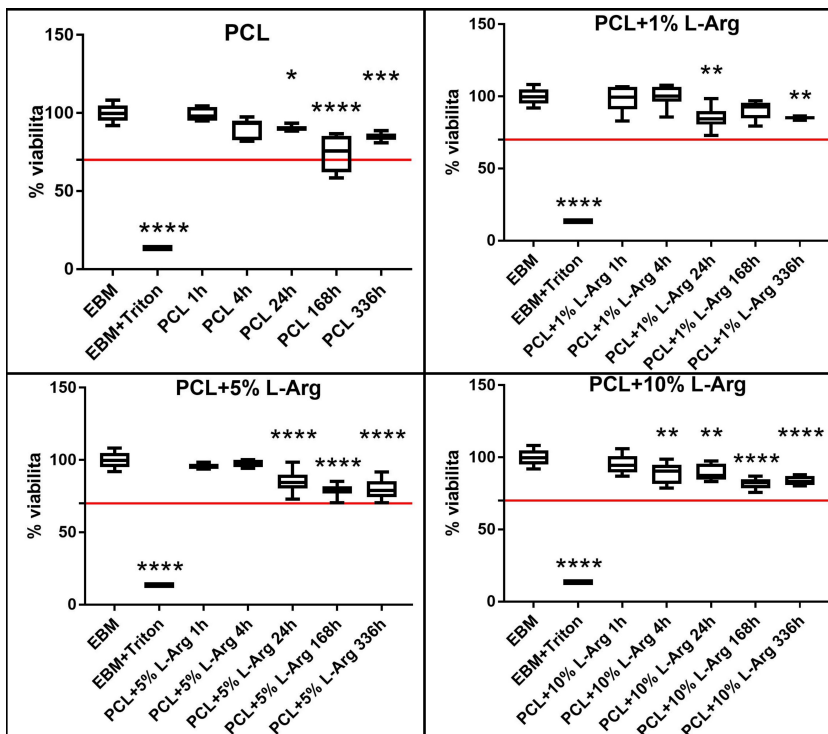 PCL
150
100
50
0
% viabilita
*
***
****
****
EBM
EBM+Triton
PCL 1h
PCL 4h
PCL 24h
PCL 168h
PCL 336h
PCL+1% L-Arg
150
100
50
0
% viabilita
**
**
****
EBM
EBM+Triton
PCL+1% L-Arg 1h
PCL+1% L-Arg 4h
PCL+1% L-Arg 24h
PCL+1% L-Arg 168h
PCL+1% L-Arg 336h
PCL+5% L-Arg
150
100
50
0
% viabilita
****
****
****
****
EBM
EBM+Triton
PCL+5% L-Arg 1h
PCL+5% L-Arg 4h
PCL+5% L-Arg 24h
PCL+5% L-Arg 168h
PCL+5% L-Arg 336h
PCL+10% L-Arg
150
100
50
0
% viabilita
**
**
****
****
****
EBM
EBM+Triton
PCL+10% L-Arg 1h
PCL+10% L-Arg 4h
PCL+10% L-Arg 24h
PCL+10% L-Arg 168h
PCL+10% L-Arg 336h